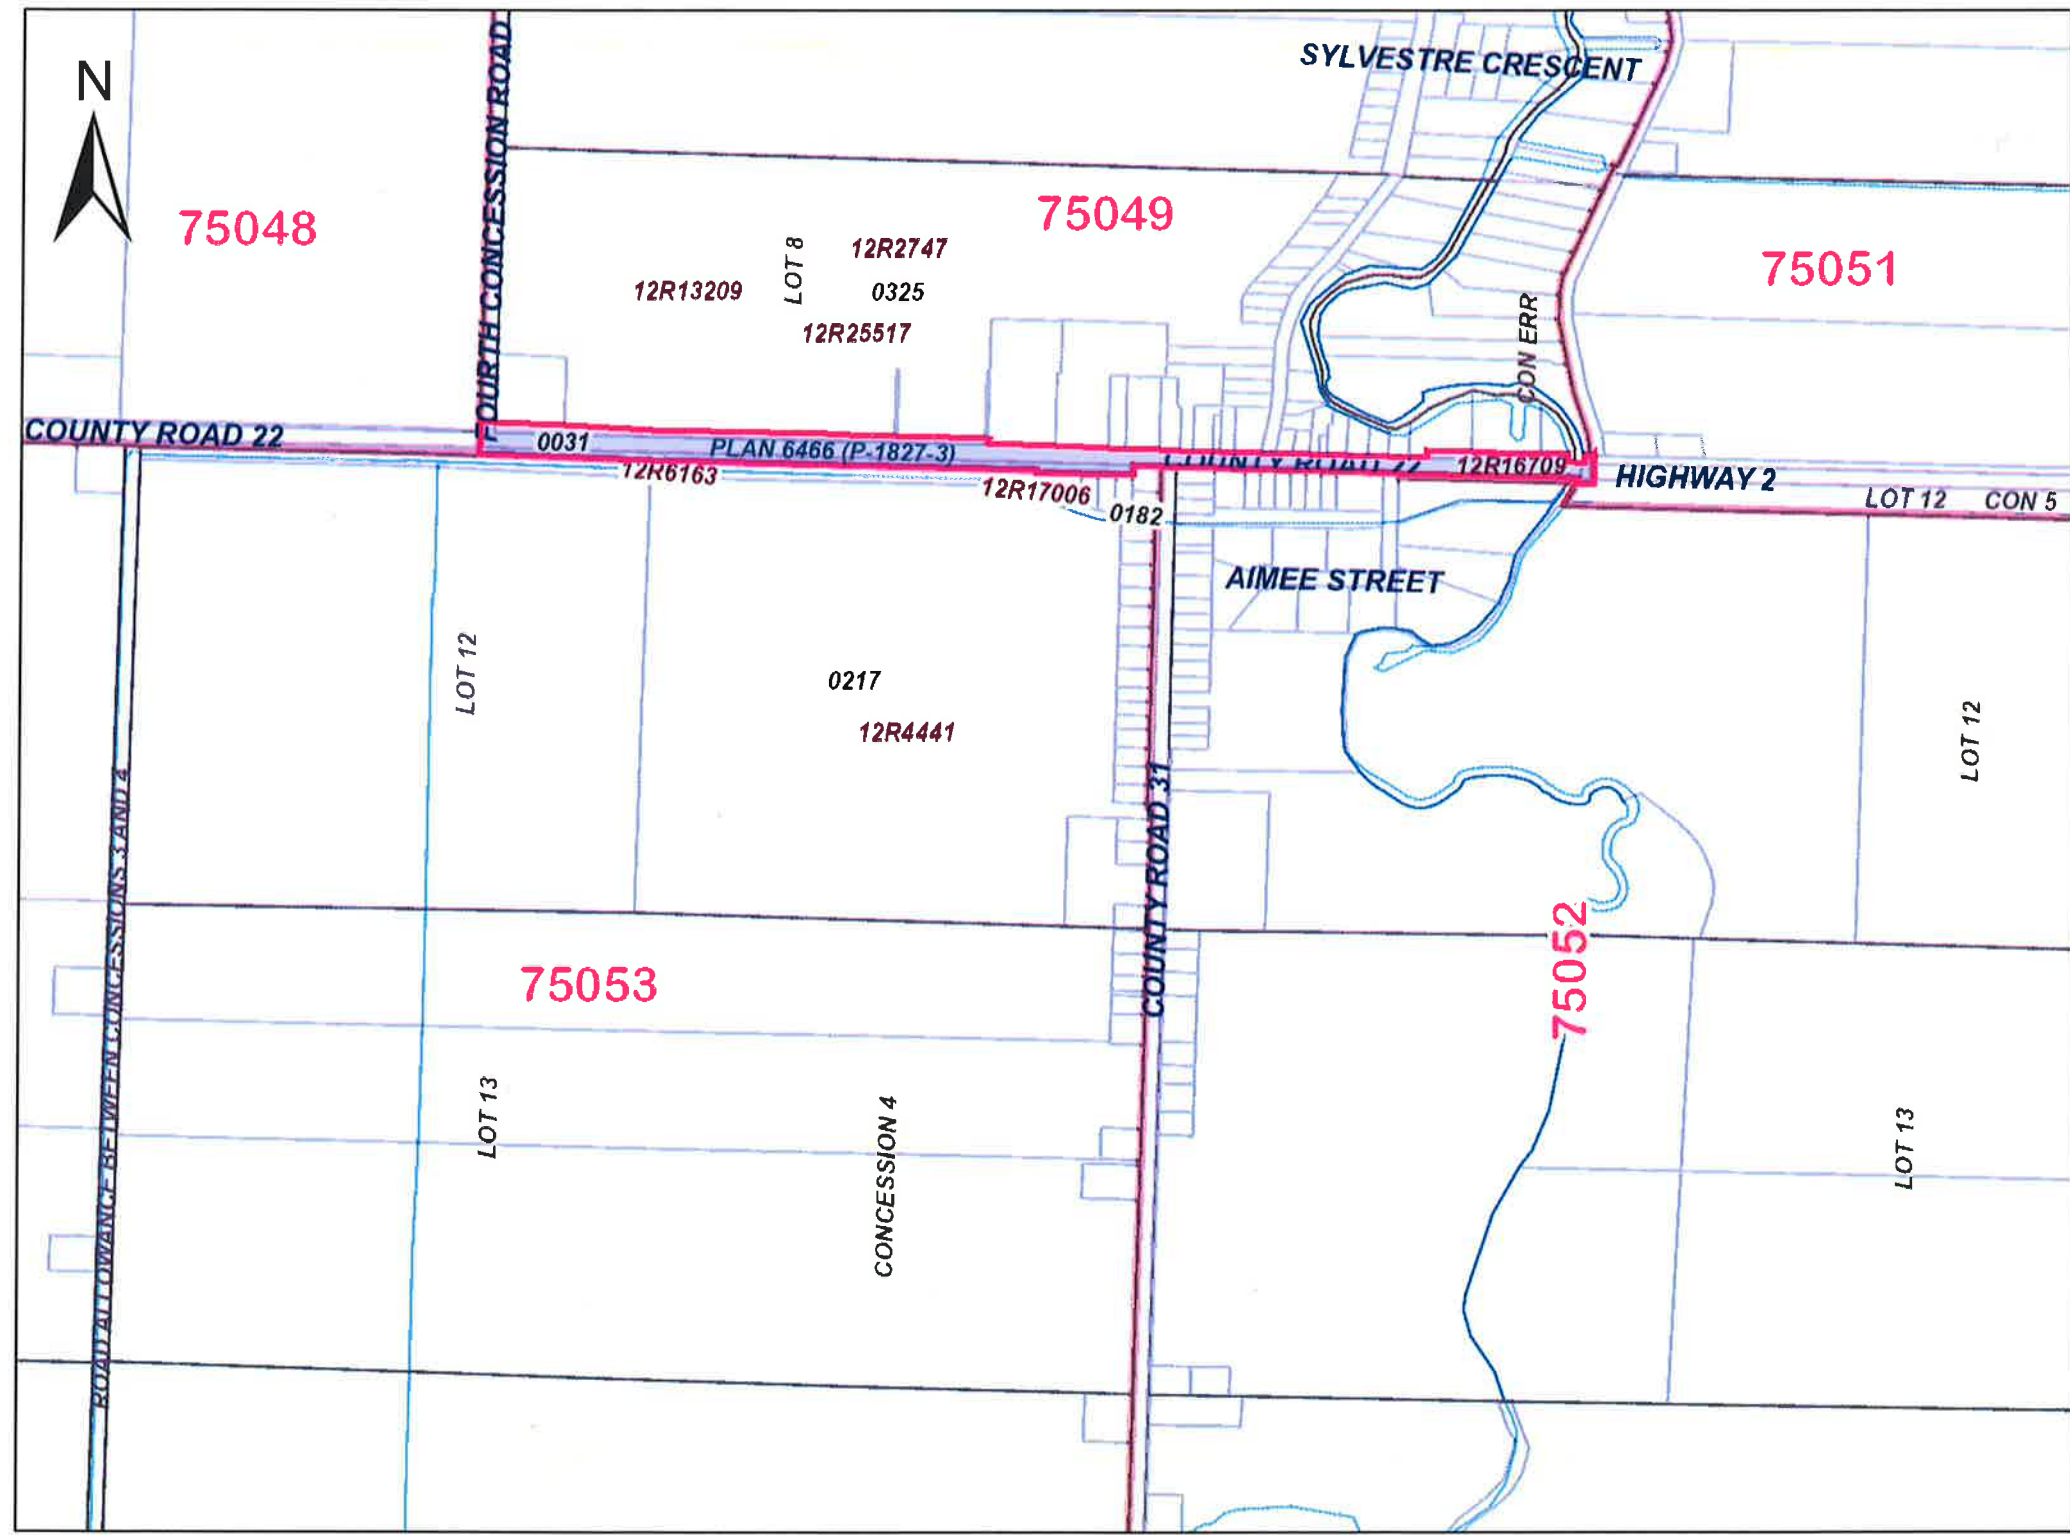 SYLVESTRE CRESCENT
N
FOURTH CONCESSION ROAD
75048
75049
75051
LOT 8
12R2747
12R13209
0325
12R25517
CON ERR
COUNTY ROAD 22
0031
PLAN 6466 (P-1827-3)
COUNTY ROAD 22
12R16709
HIGHWAY 2
12R6163
12R17006
LOT 12
CON 5
0182
AIMEE STREET
LOT 12
0217
12R4441
LOT 12
COUNTY ROAD 31
ROAD ALLOWANCE BETWEEN CONCESSIONS 3 AND 4
75053
75052
LOT 13
CONCESSION 4
LOT 13